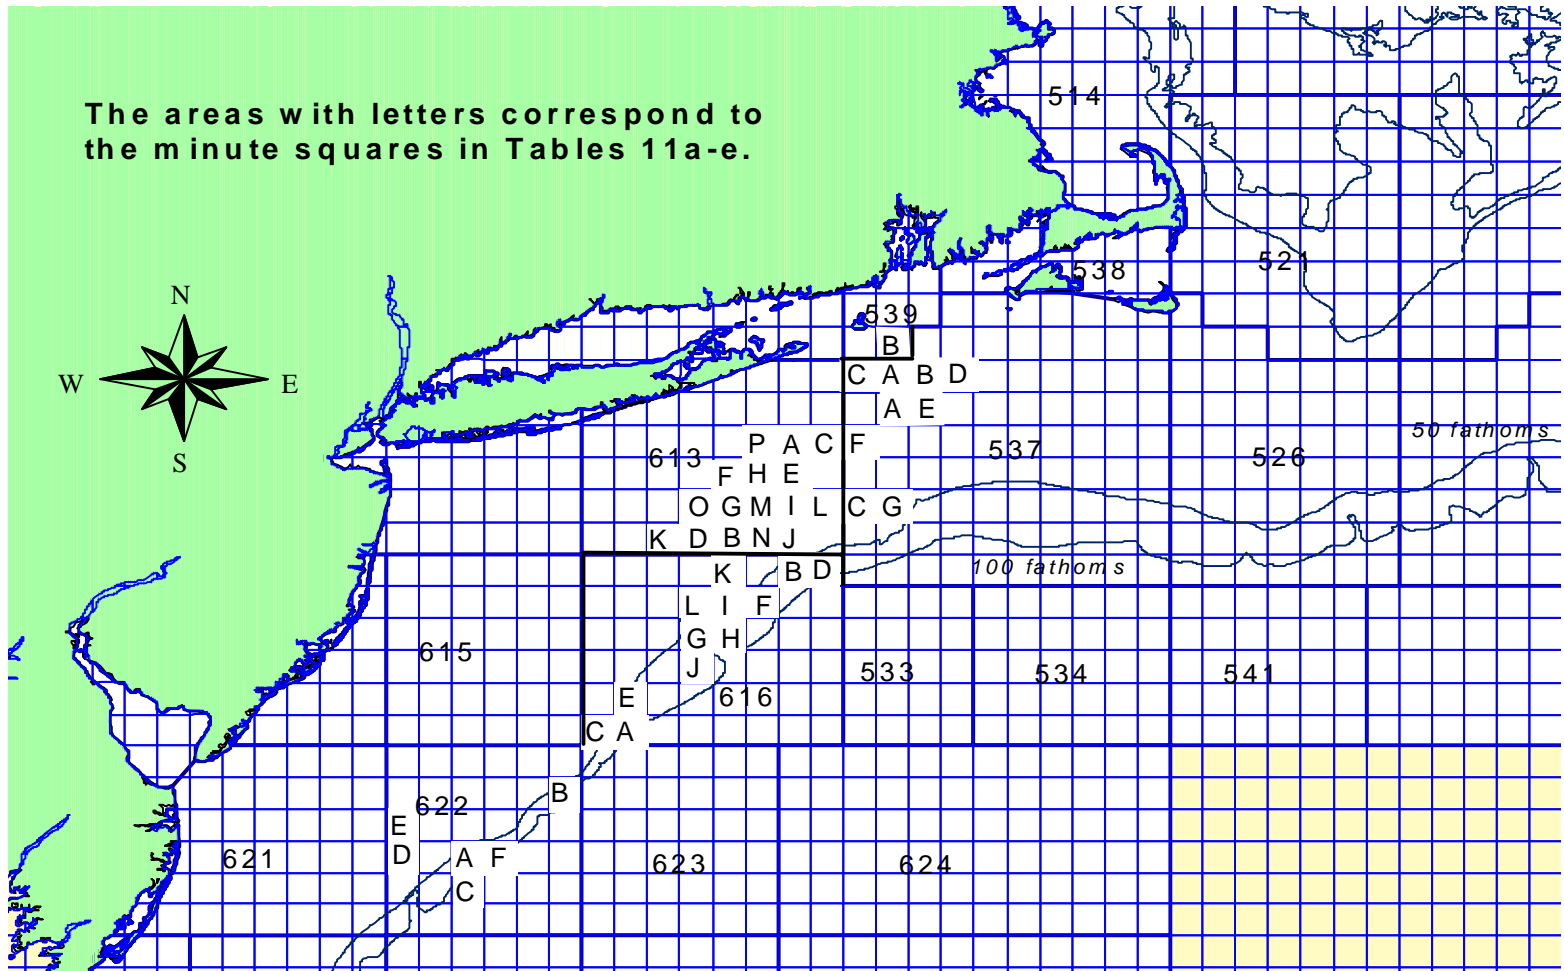 The areas with letters correspond to
the minute squares in Tables 11a-e.
514
N
W E
S
538 521
539
B
C A B D
A E
50 fathoms
613 P A C F 537 526
F H E
O G M I L C G
K D B N J
100 fathoms
K B D
L I F
615 G H
J 533 534 541
E 616
C A
B
622
E
D A F
621 623 624
C